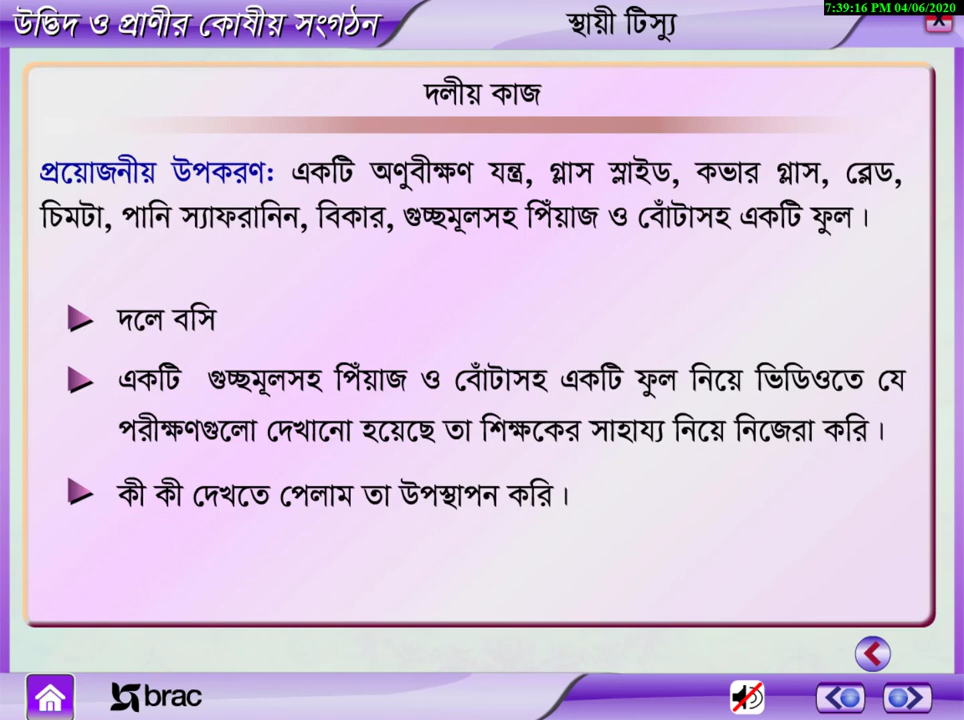 7:39:16 PM 04/06/2020
উদ্ভিদ ও প্রাণীর কোষীয় সংগঠন
স্থায়ী টিস্যু
X
দলীয় কাজ
প্রয়োজনীয় উপকরণ: একটি অণুবীক্ষণ যন্ত্র, গ্লাস স্লাইড, কভার গ্লাস, ব্লেড,
চিমটা, পানি স্যাফরানিন, বিকার, গুচ্ছমূলসহ পিঁয়াজ ও বোঁটাসহ একটি ফুল।
দলে বসি
একটি গুচ্ছমূলসহ পিঁয়াজ ও বোঁটাসহ একটি ফুল নিয়ে ভিডিওতে যে
পরীক্ষণগুলো দেখানো হয়েছে তা শিক্ষকের সাহায্য নিয়ে নিজেরা করি।
কী কী দেখতে পেলাম তা উপস্থাপন করি।
brac